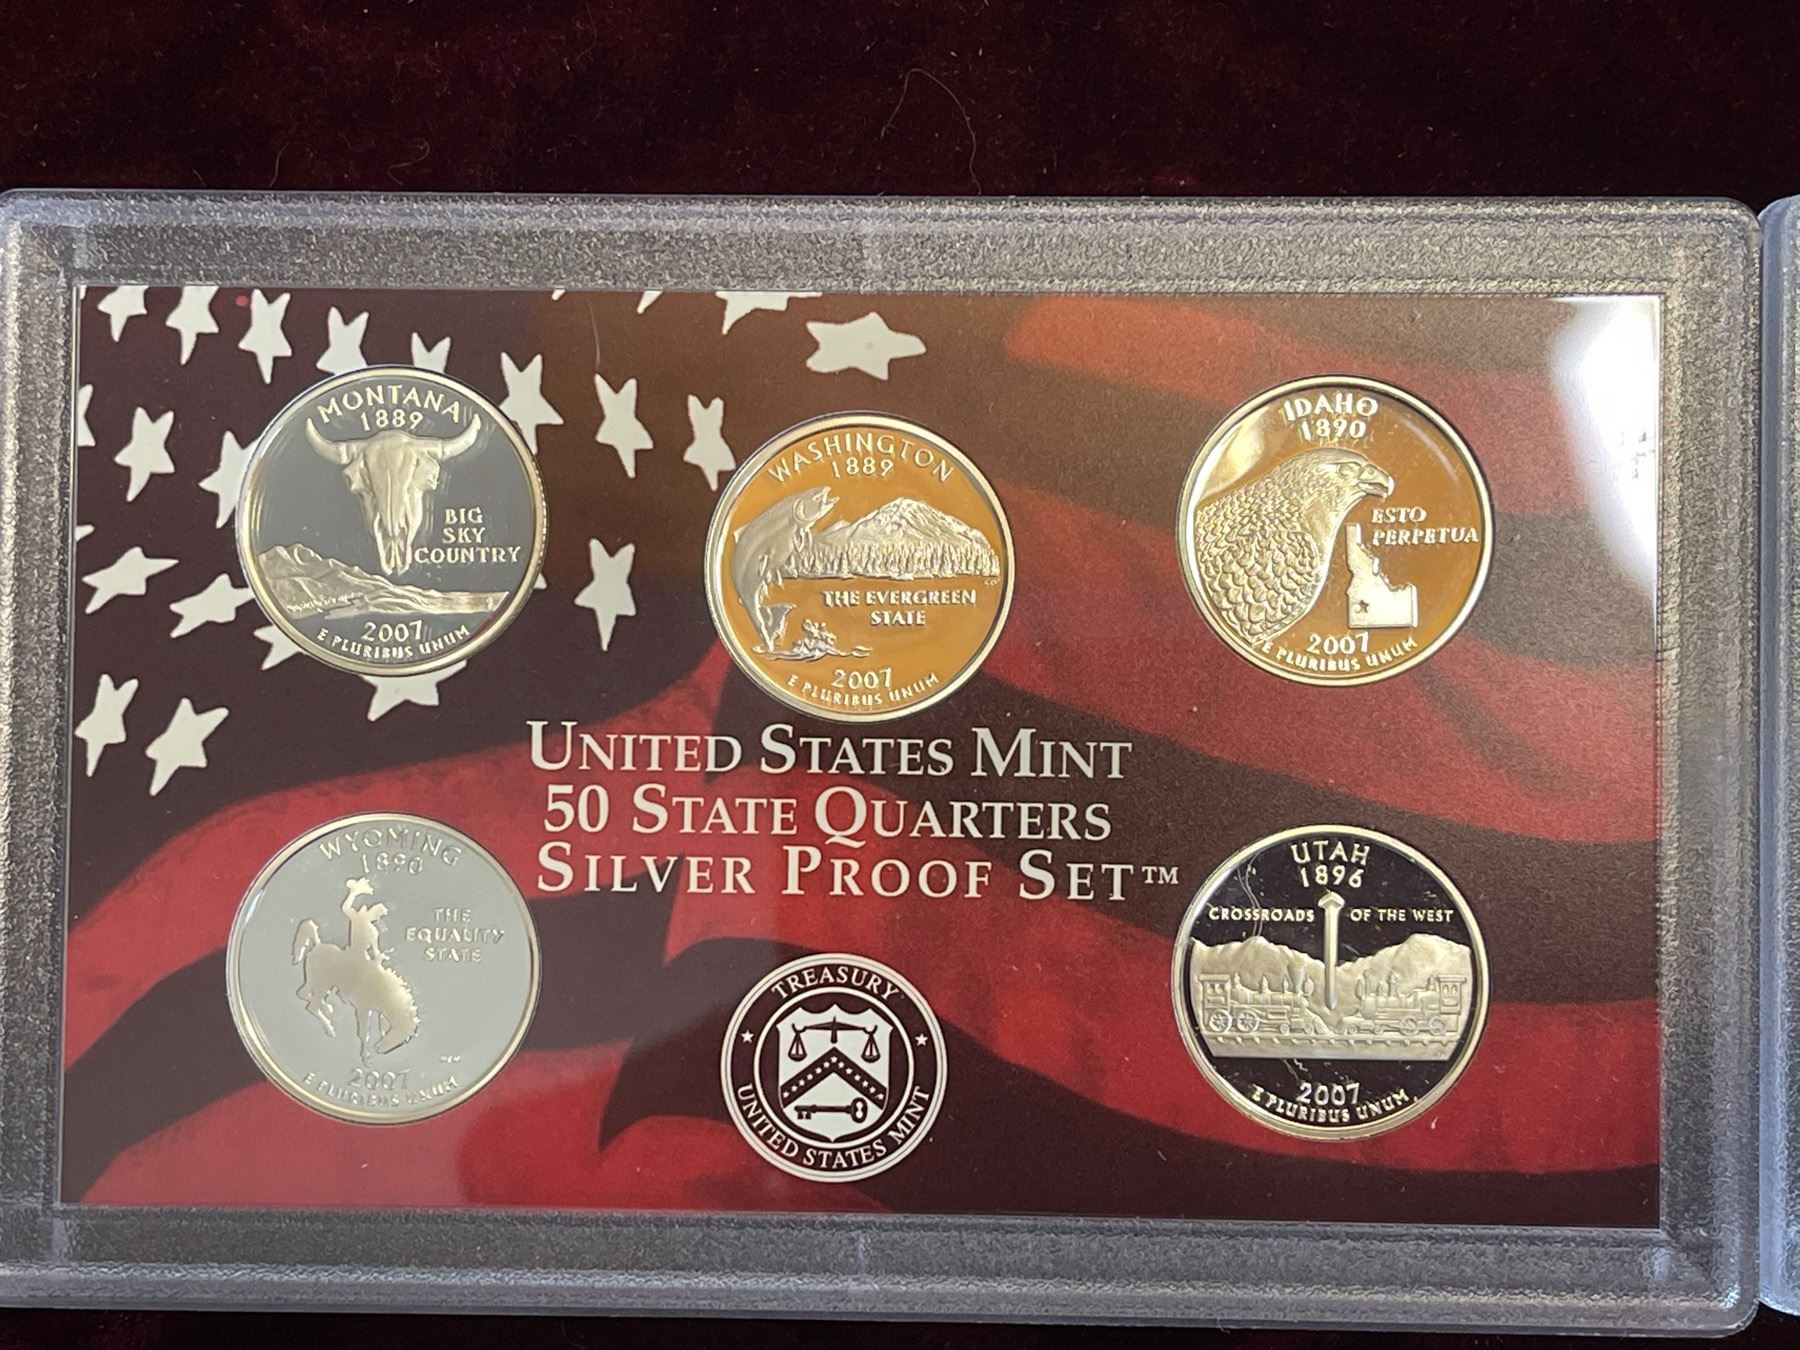 MONTANA
1889
BIG
SKY
COUNTRY
2007
E PLURIBUS UNUM
WASHINGTON
1889
THE EVERGREEN
STATE
2007
E PLURIBUS UNUM
IDAHO
1890
ESTO
PERPETUA
2007
E PLURIBUS UNUM
UNITED STATES MINT
50 STATE QUARTERS
SILVER PROOF SET™
WYOMING
1890
THE
EQUALITY
STATE
2007
E PLURIBUS UNUM
TREASURY
UNITED STATES MINT
UTAH
1896
CROSSROADS OF THE WEST
2007
E PLURIBUS UNUM